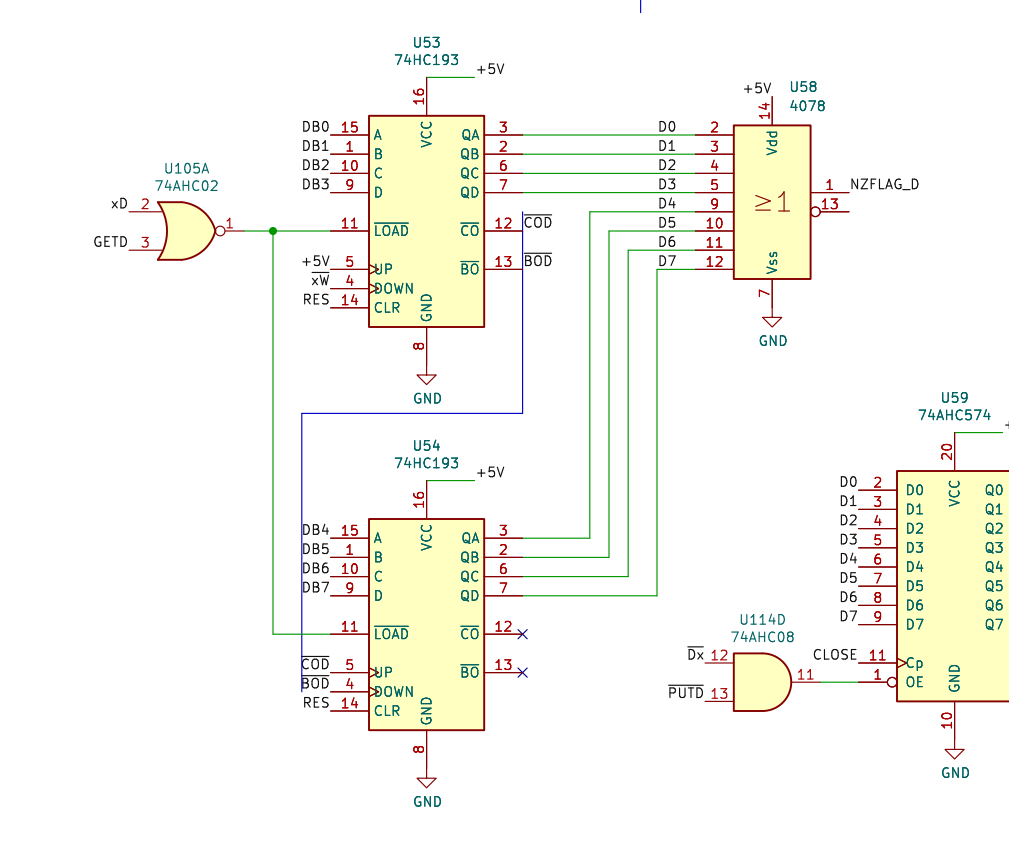 U53
74HC193
+5V
16
VCC
DB0 15 A
DB1 1 B
DB2 10 C
DB3 9 D
11 LOAD
+5V 5 UP
xW 4 DOWN
RES 14 CLR
QA 3
QB 2
QC 6
QD 7
CO 12 COD
BO 13 BOD
GND
8
GND
U105A
74AHC02
xD 2
GETD 3
1
U58
4078
+5V
14
Vdd
D0 2
D1 3
D2 4
D3 5
D4 9
D5 10
D6 11
D7 12
≥1
1 NZFLAG_D
13
Vss
7
GND
U54
74HC193
+5V
16
VCC
DB4 15 A
DB5 1 B
DB6 10 C
DB7 9 D
11 LOAD
COD 5 UP
BOD 4 DOWN
RES 14 CLR
QA 3
QB 2
QC 6
QD 7
CO 12
BO 13
GND
8
GND
U114D
74AHC08
Dx 12
PUTD 13
11
U59
74AHC574
20
VCC
D0 2 D0 Q0
D1 3 D1 Q1
D2 4 D2 Q2
D3 5 D3 Q3
D4 6 D4 Q4
D5 7 D5 Q5
D6 8 D6 Q6
D7 9 D7 Q7
CLOSE 11 Cp
1 OE
GND
10
GND